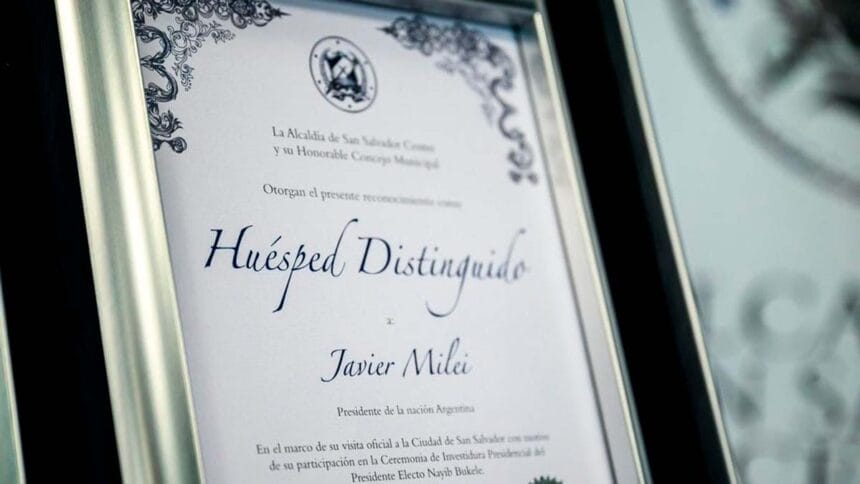 La Alcaldía de San Salvador Centro
y su Honorable Concejo Municipal
Otorgan el presente reconocimiento como
Huésped Distinguido
a:
Javier Milei
Presidente de la nación Argentina
En el marco de su visita oficial a la Ciudad de San Salvador con motivo
de su participación en la Ceremonia de Investidura Presidencial del
Presidente Electo Nayib Bukele.